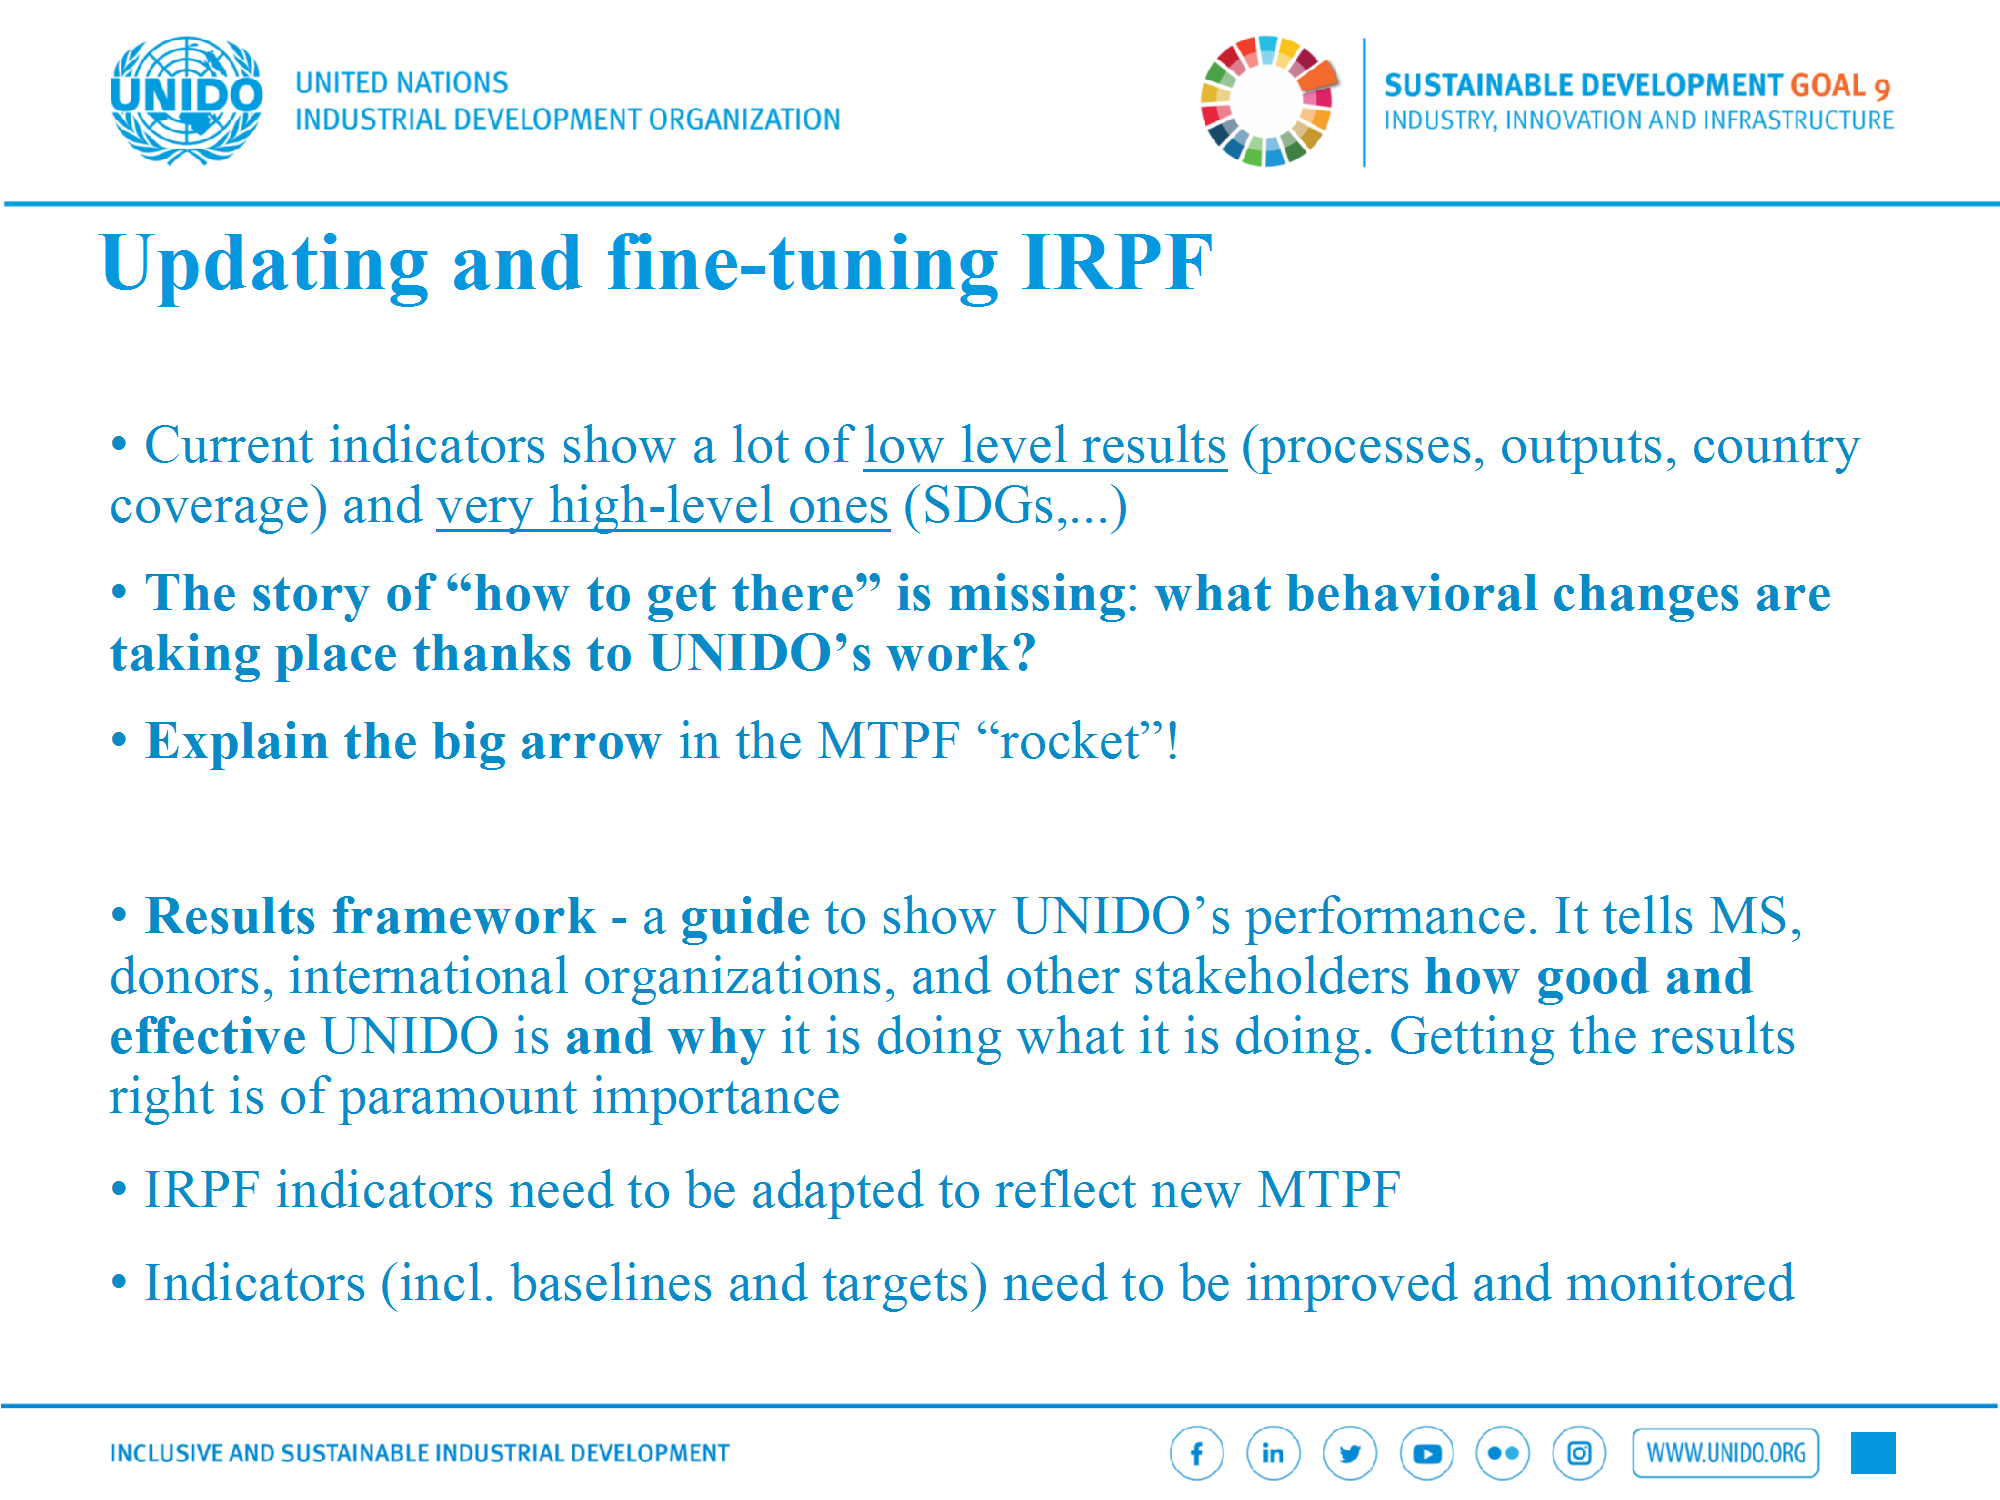 UNIDO
UNITED NATIONS
INDUSTRIAL DEVELOPMENT ORGANIZATION
SUSTAINABLE DEVELOPMENT GOAL 9
INDUSTRY, INNOVATION AND INFRASTRUCTURE
Updating and fine-tuning IRPF
• Current indicators show a lot of low level results (processes, outputs, country
coverage) and very high-level ones (SDGs,...)
• The story of “how to get there” is missing: what behavioral changes are
taking place thanks to UNIDO’s work?
• Explain the big arrow in the MTPF “rocket”!
• Results framework - a guide to show UNIDO’s performance. It tells MS,
donors, international organizations, and other stakeholders how good and
effective UNIDO is and why it is doing what it is doing. Getting the results
right is of paramount importance
• IRPF indicators need to be adapted to reflect new MTPF
• Indicators (incl. baselines and targets) need to be improved and monitored
INCLUSIVE AND SUSTAINABLE INDUSTRIAL DEVELOPMENT
WWW.UNIDO.ORG